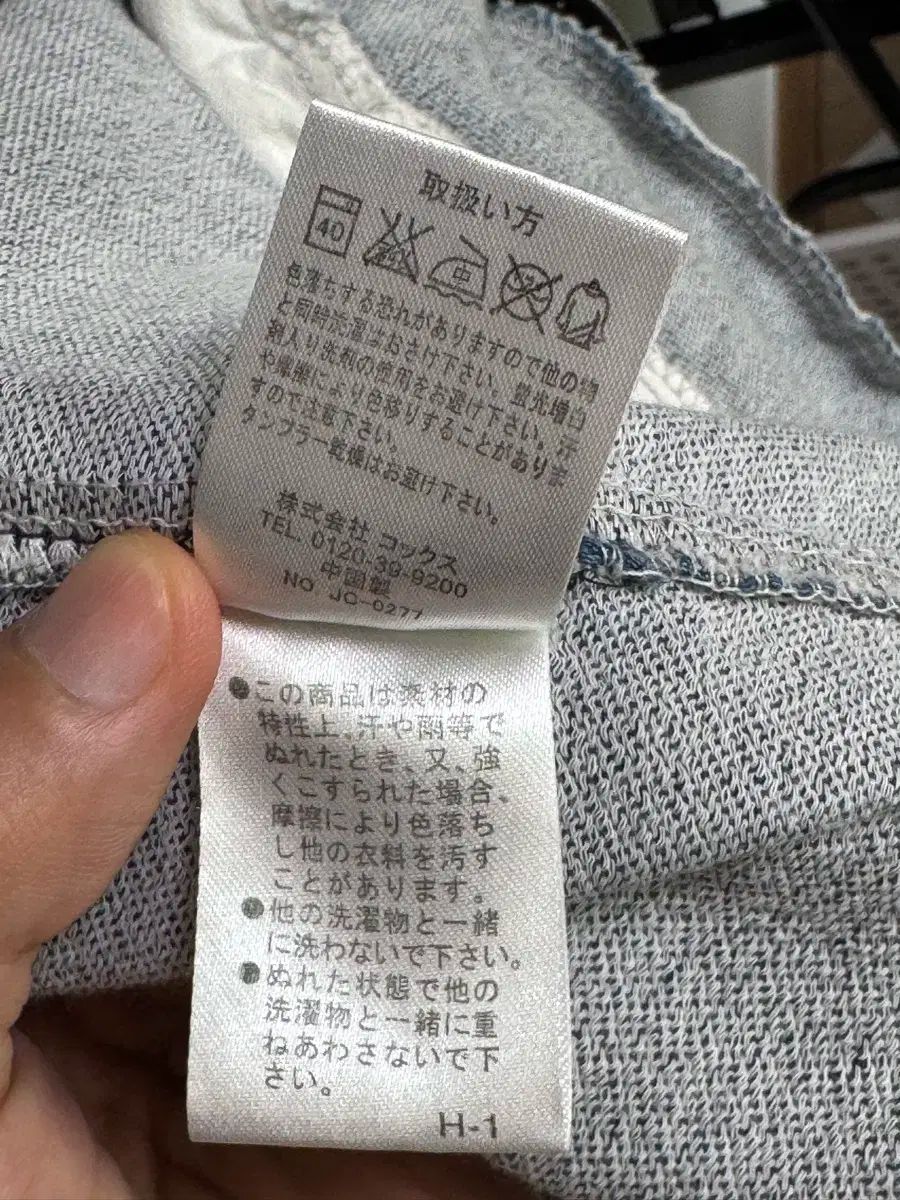 取扱い方
40
色落ちする恐れがありますので他の物
と同時洗濯はおさけ下さい。蛍光増白
剤入り洗剤の使用をお避け下さい。汗
や摩擦により色移りすることがありま
すので注意下さい。
タンブラー乾燥はお避け下さい。
株式会社 コックス
TEL. 0120-39-9200
中国製
NO JC-0277
●この商品は素材の
特性上、汗や雨等で
ぬれたとき、又、強
くこすられた場合、
摩擦により色落ち
し他の衣料を汚す
ことがあります。
●他の洗濯物と一緒
に洗わないで下さい。
●ぬれた状態で他の
洗濯物と一緒に重
ねあわさないで下
さい。
H-1